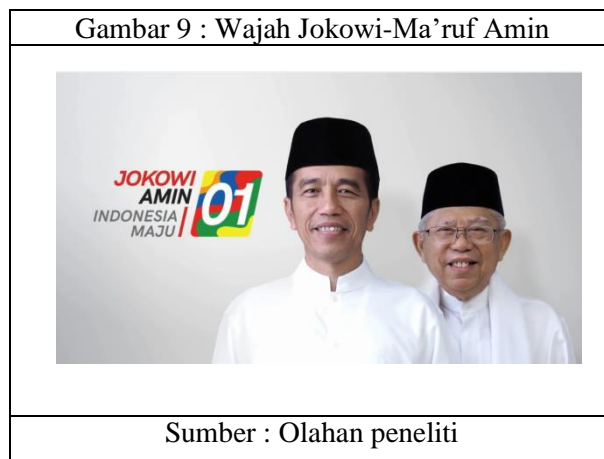 Gambar 9 : Wajah Jokowi-Ma’ruf Amin
JOKOWI
AMIN
INDONESIA
MAJU
01
Sumber : Olahan peneliti